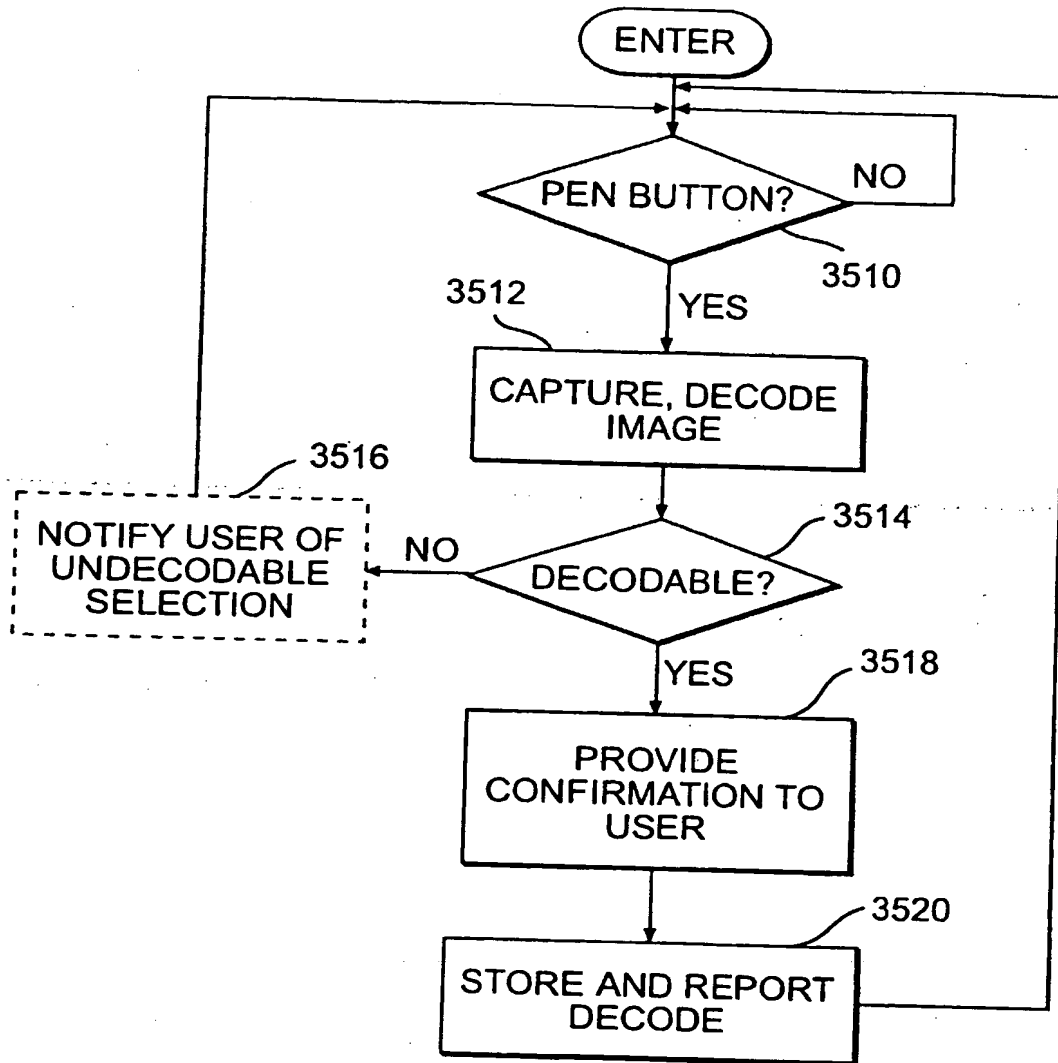 ENTER
PEN BUTTON?
NO
3510
YES
3512
CAPTURE, DECODE
IMAGE
3516
NOTIFY USER OF
UNDECODABLE
SELECTION
NO
3514
DECODABLE?
YES
3518
PROVIDE
CONFIRMATION TO
USER
3520
STORE AND REPORT
DECODE